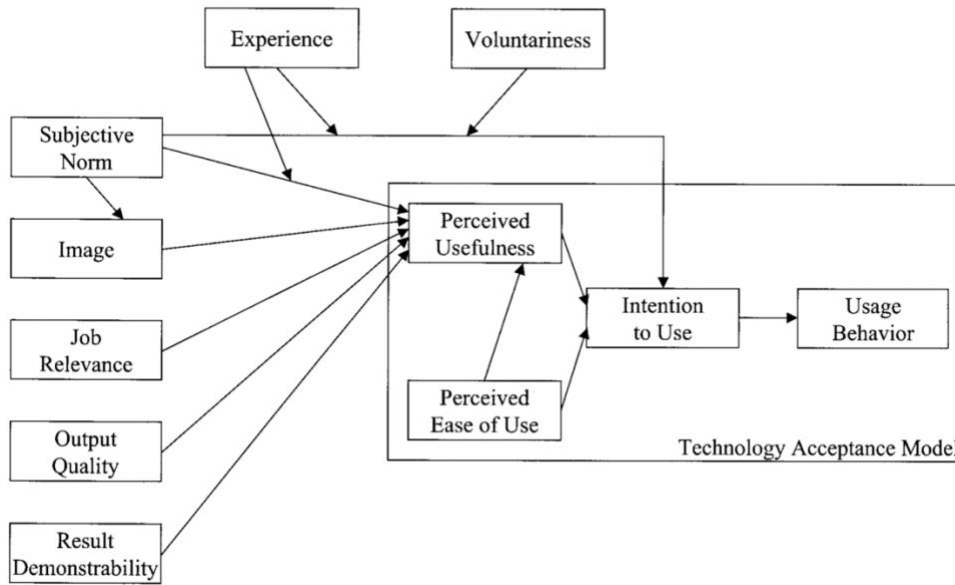 Experience
Voluntariness
Subjective
Norm
Image
Perceived
Usefulness
Intention
to Use
Usage
Behavior
Job
Relevance
Perceived
Ease of Use
Output
Quality
Technology Acceptance Model
Result
Demonstrability